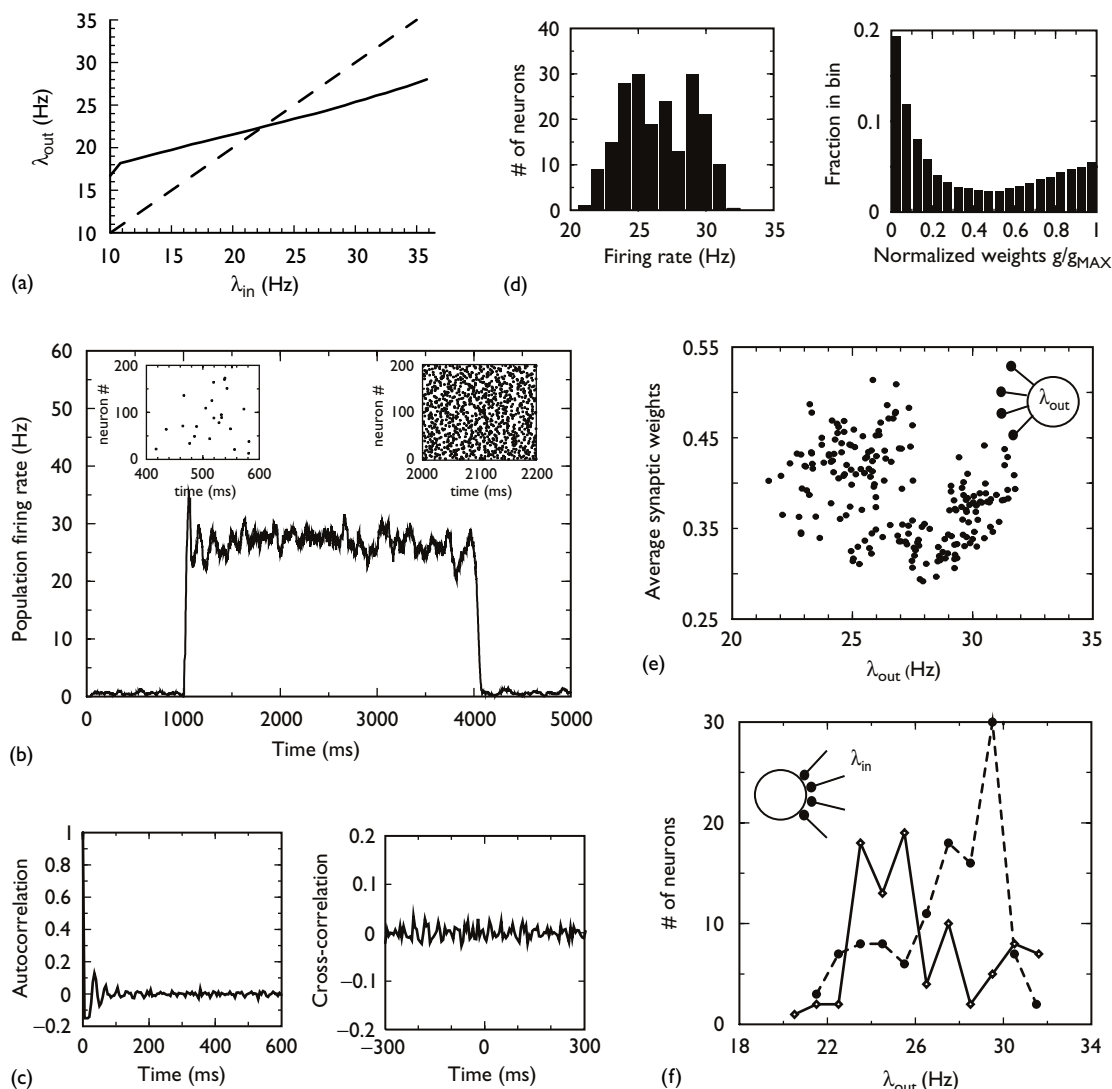 35
30
25
20
15
10
λout (Hz)
10 15 20 25 30 35
λin (Hz)
(a)
40
30
20
10
0
# of neurons
20 25 30 35
Firing rate (Hz)
(d)
0.2
0.1
0
Fraction in bin
0 0.2 0.4 0.6 0.8 1
Normalized weights g/gMAX
60
50
40
30
20
10
0
Population firing rate (Hz)
200
100
0
neuron #
400 500 600
time (ms)
200
100
0
neuron #
2000 2100 2200
time (ms)
0 1000 2000 3000 4000 5000
Time (ms)
(b)
0.55
0.45
0.35
0.25
Average synaptic weights
λout
20 25 30 35
λout (Hz)
(e)
1
0.8
0.6
0.4
0.2
0
−0.2
Autocorrelation
0 200 400 600
Time (ms)
(c)
0.2
0.1
0
−0.1
−0.2
Cross-correlation
−300 0 300
Time (ms)
30
20
10
0
# of neurons
λin
18 22 26 30 34
λout (Hz)
(f)